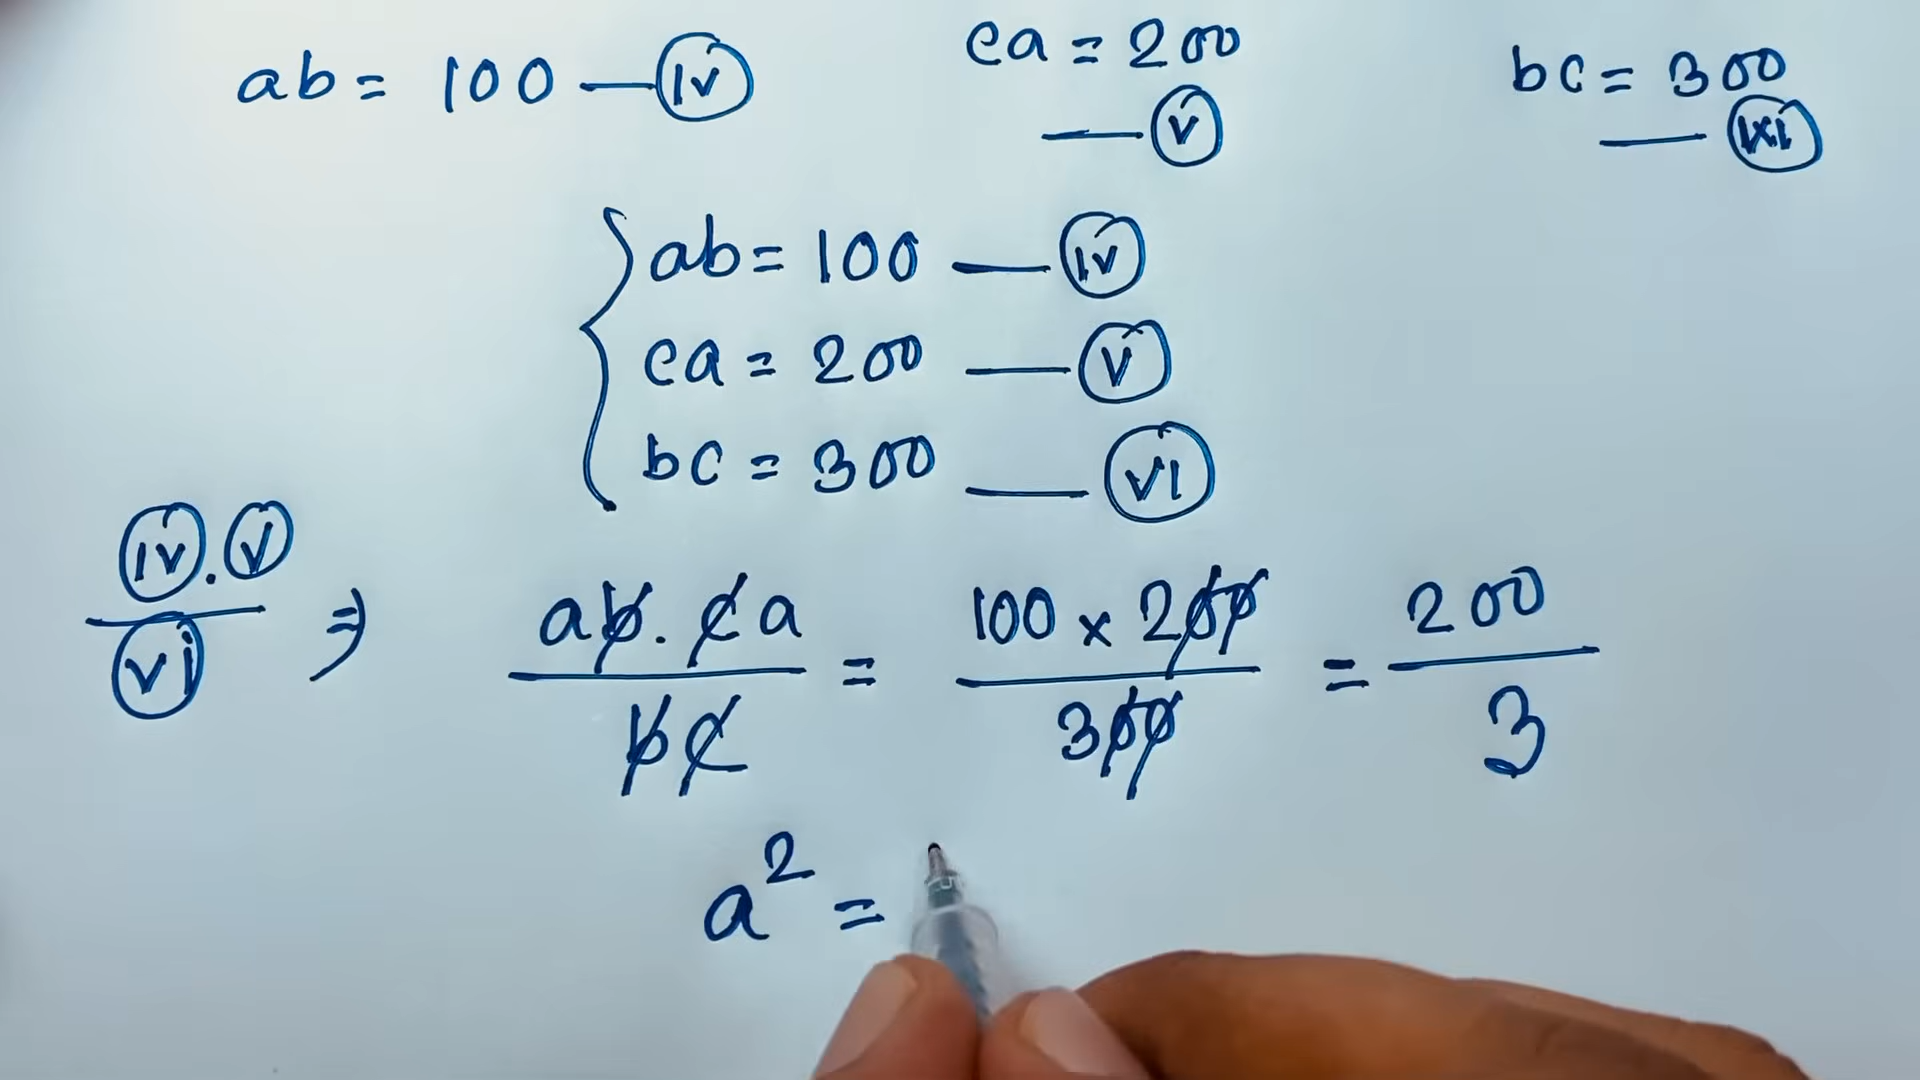 ab = 100 — iv
ca = 200
— v
bc = 300
—
ab = 100 — iv
ca = 200 — v
bc = 300 — vi
iv . v / vi ⇒ ab . ca / bc = 100 × 200 / 300 = 200 / 3
a² =